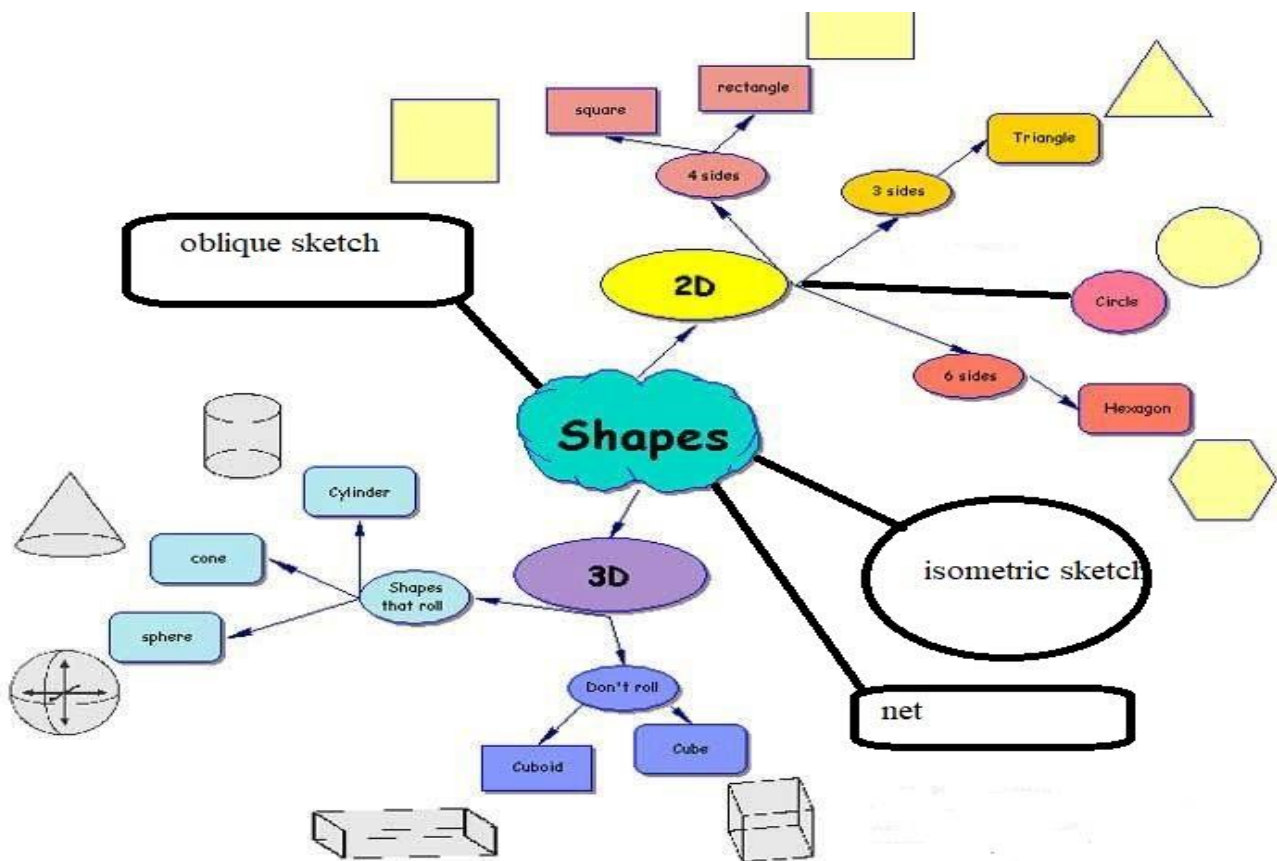 rectangle
square
Triangle
4 sides
3 sides
oblique sketch
2D
Circle
6 sides
Hexagon
Shapes
Cylinder
cone
isometric sketch
3D
Shapes
that roll
sphere
Don't roll
net
Cube
Cuboid